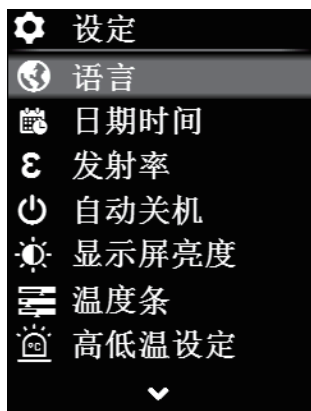 设定
语言
日期时间
ε 发射率
自动关机
显示屏亮度
温度条
°C 高低温设定